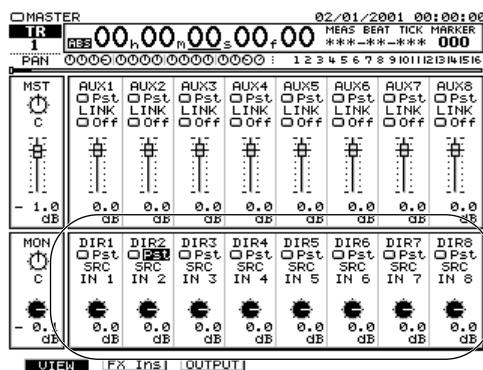 MASTER 02/01/2001 00:00:00
TR 1 ABS 00h00m00s00f00 MEAS BEAT TICK MARKER
***-**-*** 000
PAN 1 2 3 4 5 6 7 8 9 10 11 12 13 14 15 16
MST AUX1 AUX2 AUX3 AUX4 AUX5 AUX6 AUX7 AUX8
Pst Pst Pst Pst Pst Pst Pst Pst
C LINK LINK LINK LINK LINK LINK LINK LINK
Off Off Off Off Off Off Off Off
- 1.0 0.0 0.0 0.0 0.0 0.0 0.0 0.0 0.0
dB dB dB dB dB dB dB dB dB
MON DIR1 DIR2 DIR3 DIR4 DIR5 DIR6 DIR7 DIR8
Pst Pst Pst Pst Pst Pst Pst Pst
C SRC SRC SRC SRC SRC SRC SRC SRC
IN 1 IN 2 IN 3 IN 4 IN 5 IN 6 IN 7 IN 8
0.0 0.0 0.0 0.0 0.0 0.0 0.0 0.0
dB dB dB dB dB dB dB dB dB
VIEW FX Ins OUTPUT